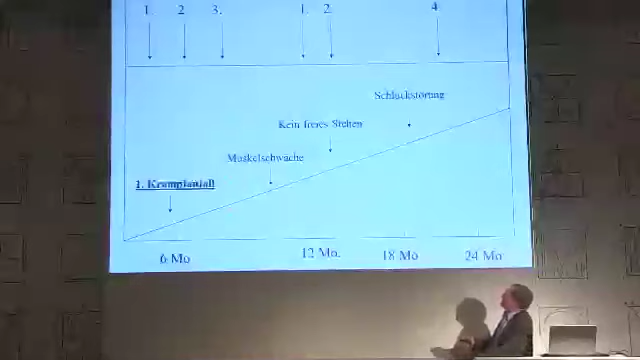 1 2 3. 1. 2 4
Schluckstörung
Kein freies Stehen
Muskelschwäche
1. Krampfanfall
6 Mo 12 Mo. 18 Mo 24 Mo